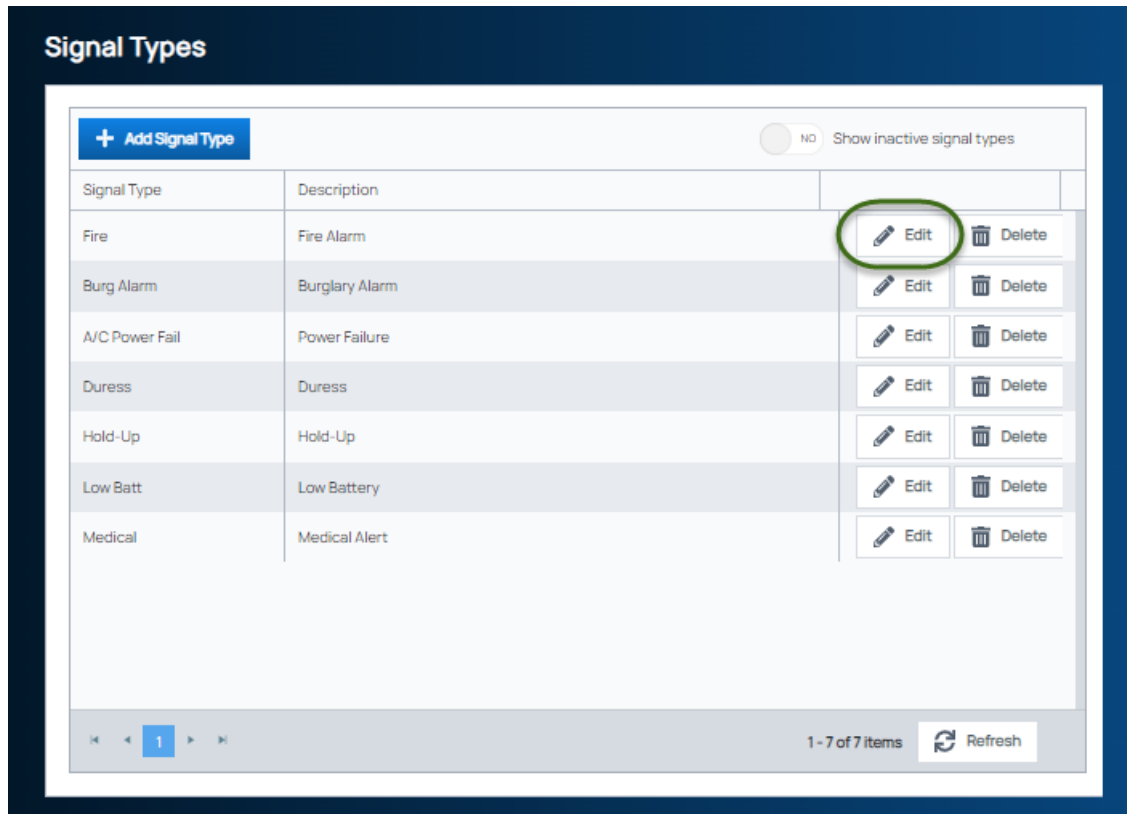 Signal Types
Add Signal Type
NO Show inactive signal types
Signal Type Description
Fire Fire Alarm Edit Delete
Burg Alarm Burglary Alarm Edit Delete
A/C Power Fail Power Failure Edit Delete
Duress Duress Edit Delete
Hold-Up Hold-Up Edit Delete
Low Batt Low Battery Edit Delete
Medical Medical Alert Edit Delete
1 1 - 7 of 7 items Refresh